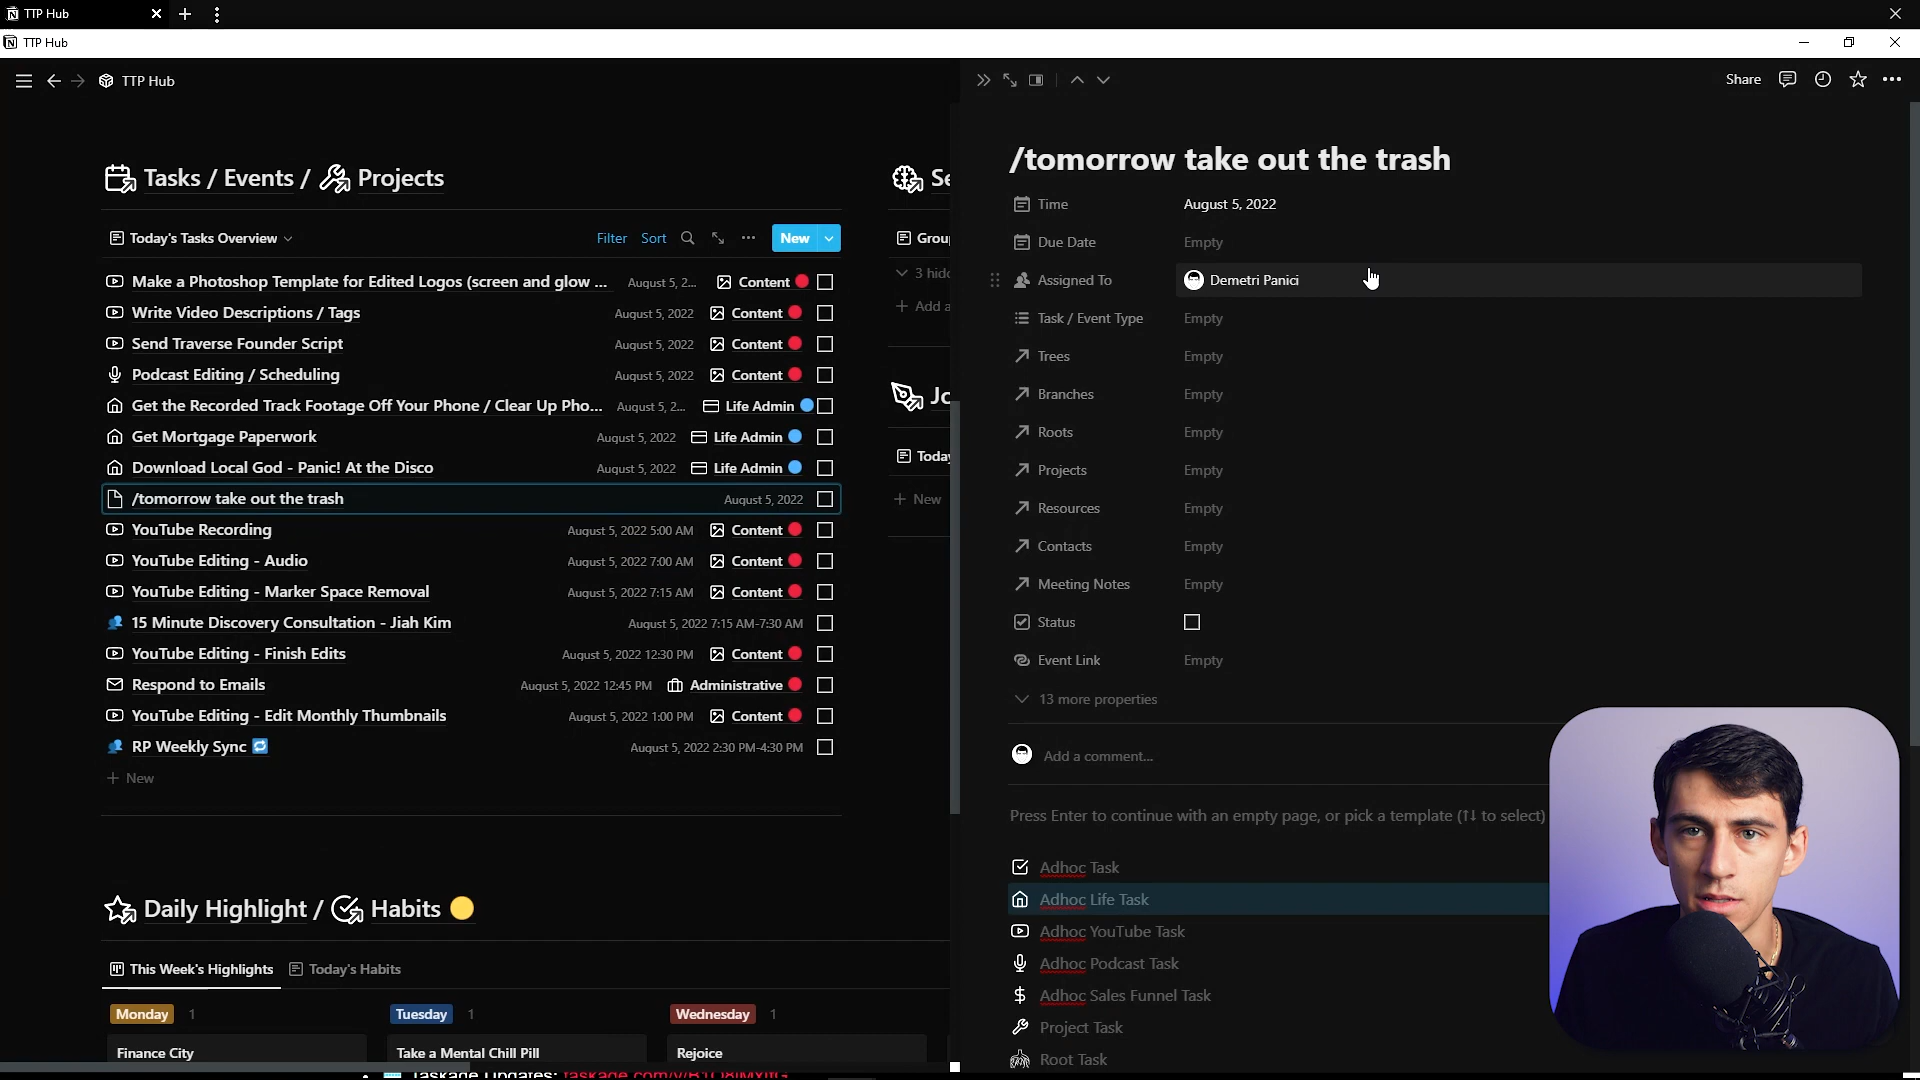 TTP Hub
TTP Hub
TTP Hub
Share
Tasks / Events / Projects
Today's Tasks Overview
Filter Sort New
Make a Photoshop Template for Edited Logos (screen and glow ... August 5, 2... Content
Write Video Descriptions / Tags August 5, 2022 Content
Send Traverse Founder Script August 5, 2022 Content
Podcast Editing / Scheduling August 5, 2022 Content
Get the Recorded Track Footage Off Your Phone / Clear Up Pho... August 5, 2... Life Admin
Get Mortgage Paperwork August 5, 2022 Life Admin
Download Local God - Panic! At the Disco August 5, 2022 Life Admin
/tomorrow take out the trash August 5, 2022
YouTube Recording August 5, 2022 5:00 AM Content
YouTube Editing - Audio August 5, 2022 7:00 AM Content
YouTube Editing - Marker Space Removal August 5, 2022 7:15 AM Content
15 Minute Discovery Consultation - Jiah Kim August 5, 2022 7:15 AM-7:30 AM
YouTube Editing - Finish Edits August 5, 2022 12:30 PM Content
Respond to Emails August 5, 2022 12:45 PM Administrative
YouTube Editing - Edit Monthly Thumbnails August 5, 2022 1:00 PM Content
RP Weekly Sync August 5, 2022 2:30 PM-4:30 PM
+ New
Daily Highlight / Habits
This Week's Highlights Today's Habits
Monday 1 Tuesday 1 Wednesday 1
Finance City Take a Mental Chill Pill Rejoice
Se
Grou
3 hid
+ Add a
Jo
Toda
+ New
/tomorrow take out the trash
Time August 5, 2022
Due Date Empty
Assigned To Demetri Panici
Task / Event Type Empty
Trees Empty
Branches Empty
Roots Empty
Projects Empty
Resources Empty
Contacts Empty
Meeting Notes Empty
Status
Event Link Empty
13 more properties
Add a comment...
Press Enter to continue with an empty page, or pick a template (↑↓ to select)
Adhoc Task
Adhoc Life Task
Adhoc YouTube Task
Adhoc Podcast Task
Adhoc Sales Funnel Task
Project Task
Root Task
Taskade Updates: